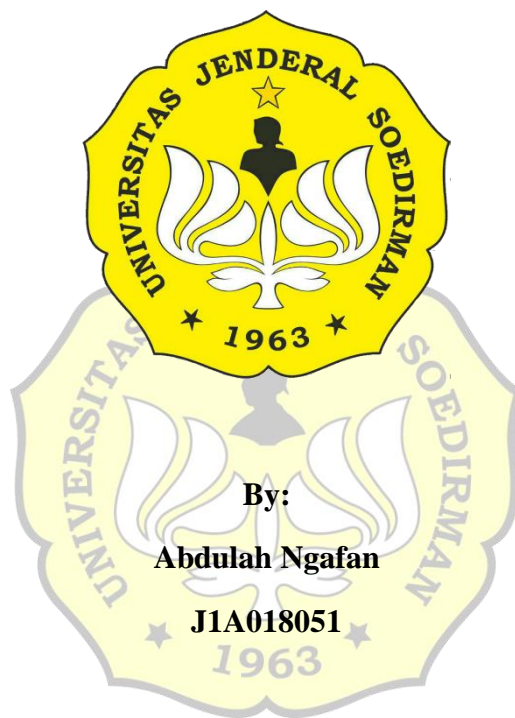 UNIVERSITAS JENDERAL SOEDIRMAN
1963
By:
Abdulah Ngafan
J1A018051
UNIVERSITAS SOEDIRMAN
1963